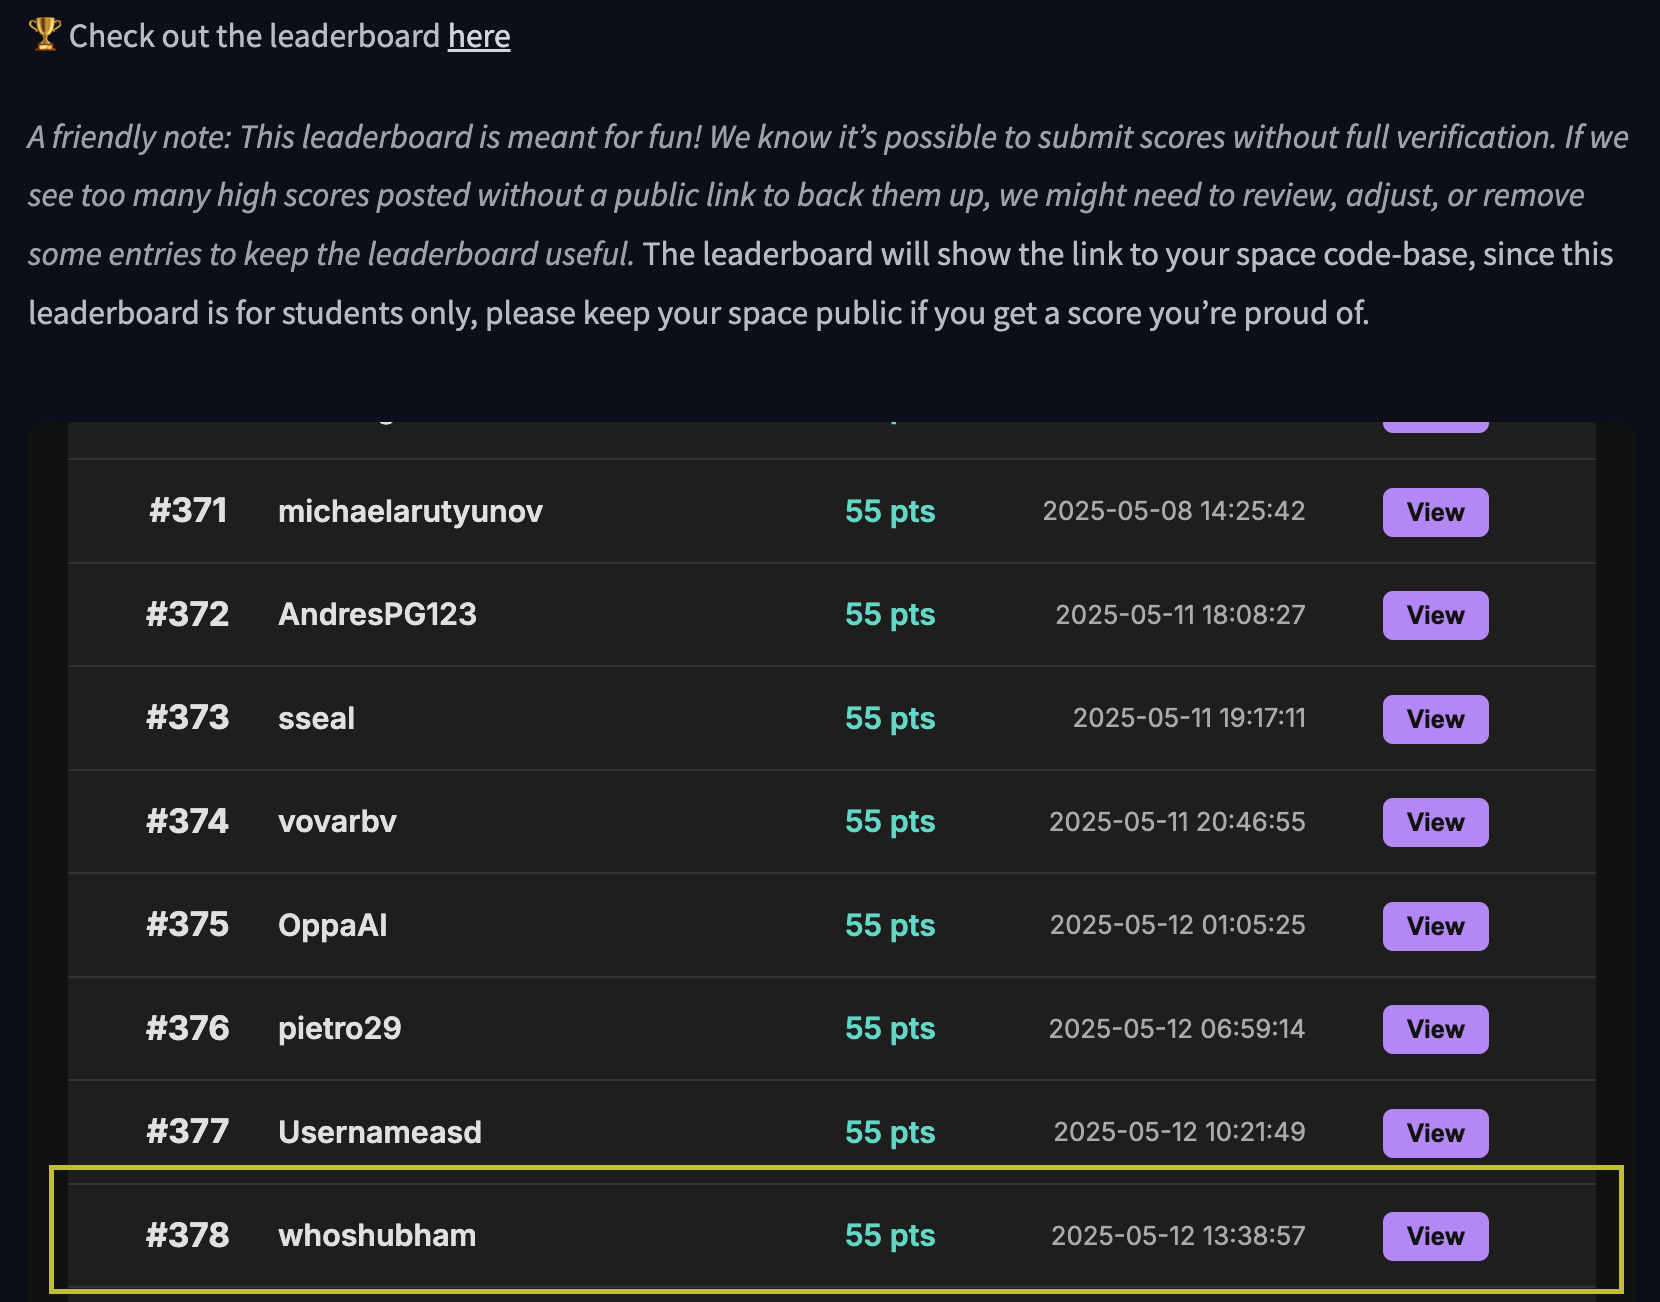 🏆 Check out the leaderboard here
A friendly note: This leaderboard is meant for fun! We know it’s possible to submit scores without full verification. If we
see too many high scores posted without a public link to back them up, we might need to review, adjust, or remove
some entries to keep the leaderboard useful. The leaderboard will show the link to your space code-base, since this
leaderboard is for students only, please keep your space public if you get a score you’re proud of.
#371 michaelarutyunov 55 pts 2025-05-08 14:25:42 View
#372 AndresPG123 55 pts 2025-05-11 18:08:27 View
#373 sseal 55 pts 2025-05-11 19:17:11 View
#374 vovarbv 55 pts 2025-05-11 20:46:55 View
#375 OppaAI 55 pts 2025-05-12 01:05:25 View
#376 pietro29 55 pts 2025-05-12 06:59:14 View
#377 Usernameasd 55 pts 2025-05-12 10:21:49 View
#378 whoshubham 55 pts 2025-05-12 13:38:57 View